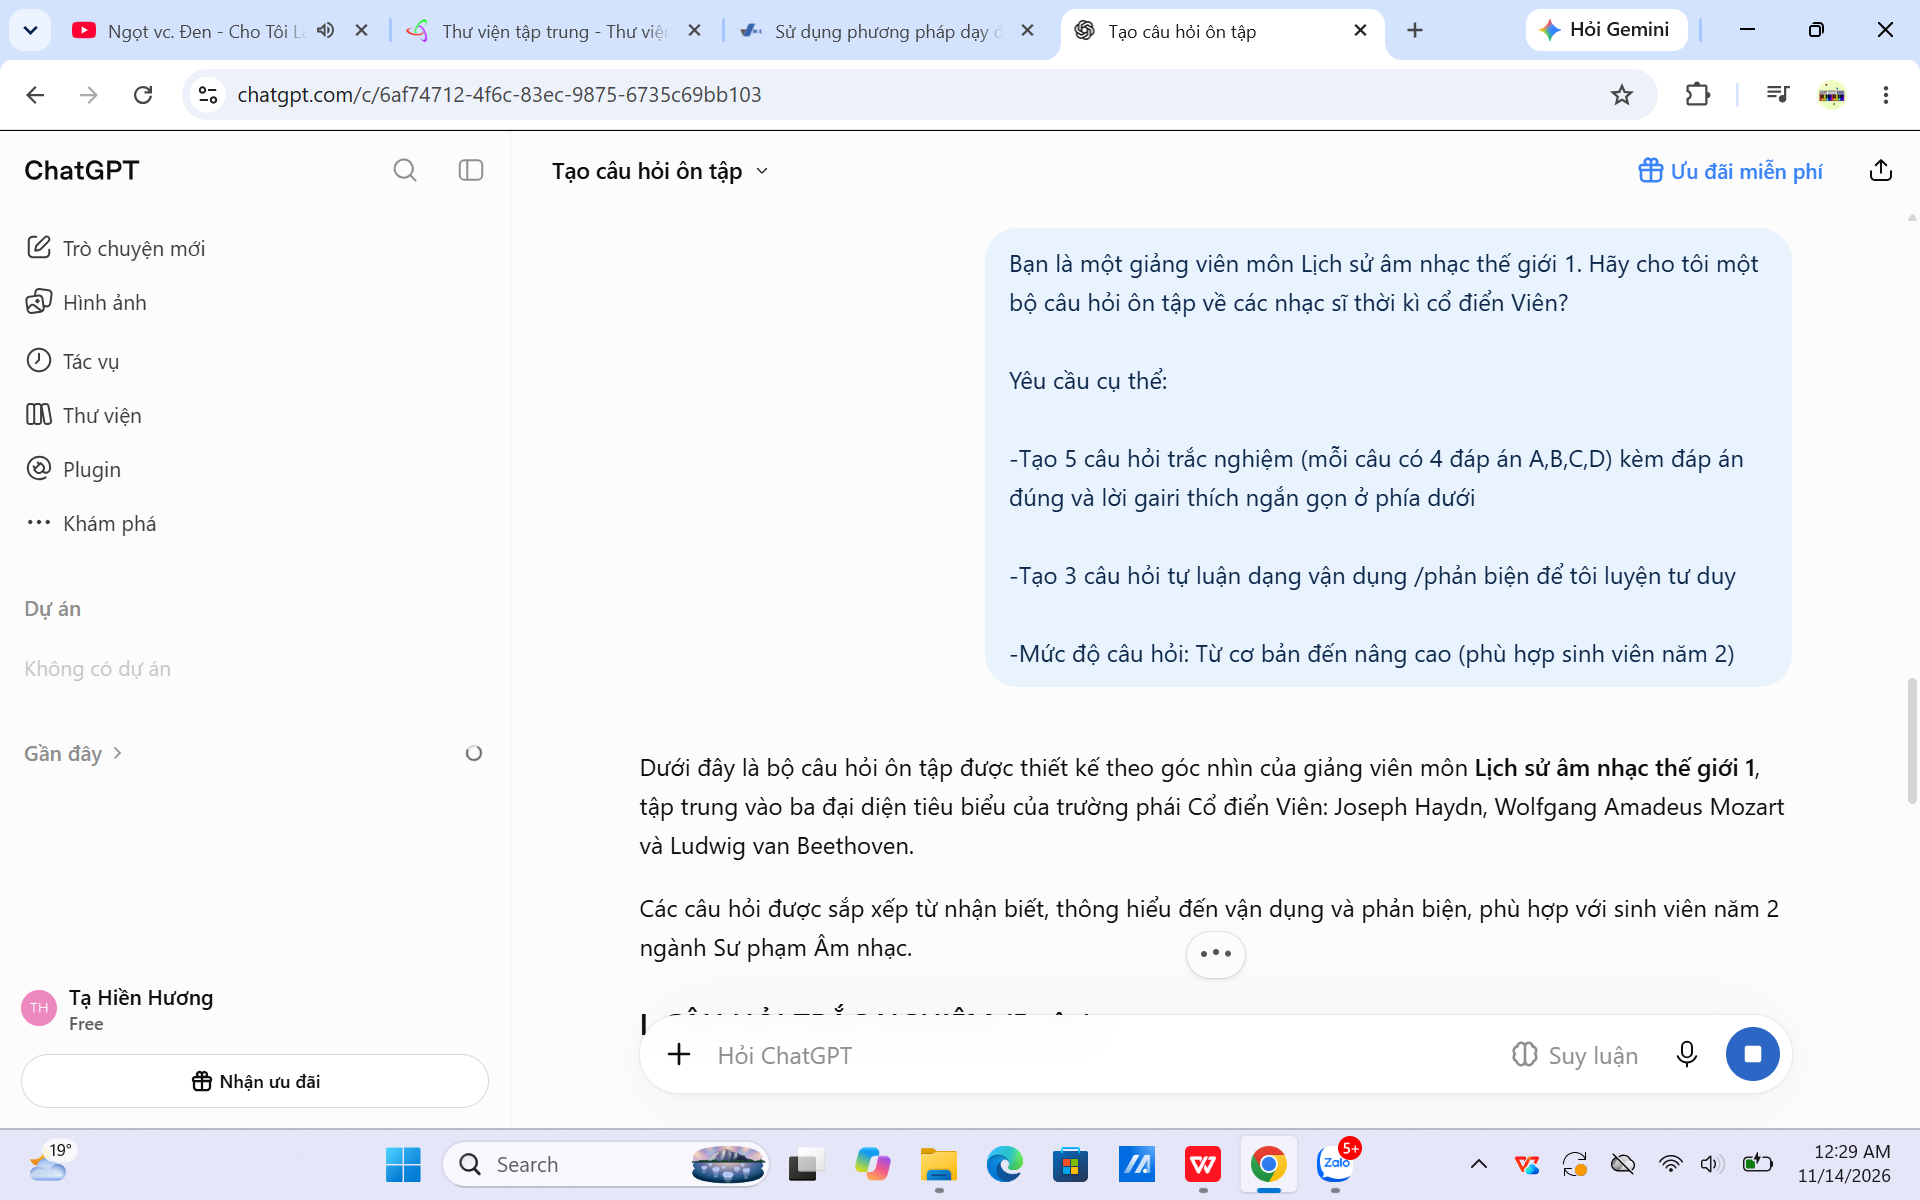 Ngọt vc. Đen - Cho Tôi L
Thư viện tập trung - Thư viện
Sử dụng phương pháp dạy
Tạo câu hỏi ôn tập
Hỏi Gemini
chatgpt.com/c/6af74712-4f6c-83ec-9875-6735c69bb103
ChatGPT
Tạo câu hỏi ôn tập
Ưu đãi miễn phí
Trò chuyện mới
Hình ảnh
Tác vụ
Thư viện
Plugin
Khám phá
Dự án
Không có dự án
Gần đây
TH
Tạ Hiền Hương
Free
Nhận ưu đãi
Bạn là một giảng viên môn Lịch sử âm nhạc thế giới 1. Hãy cho tôi một
bộ câu hỏi ôn tập về các nhạc sĩ thời kì cổ điển Viên?
Yêu cầu cụ thể:
-Tạo 5 câu hỏi trắc nghiệm (mỗi câu có 4 đáp án A,B,C,D) kèm đáp án
đúng và lời gairi thích ngắn gọn ở phía dưới
-Tạo 3 câu hỏi tự luận dạng vận dụng /phản biện để tôi luyện tư duy
-Mức độ câu hỏi: Từ cơ bản đến nâng cao (phù hợp sinh viên năm 2)
Dưới đây là bộ câu hỏi ôn tập được thiết kế theo góc nhìn của giảng viên môn Lịch sử âm nhạc thế giới 1,
tập trung vào ba đại diện tiêu biểu của trường phái Cổ điển Viên: Joseph Haydn, Wolfgang Amadeus Mozart
và Ludwig van Beethoven.
Các câu hỏi được sắp xếp từ nhận biết, thông hiểu đến vận dụng và phản biện, phù hợp với sinh viên năm 2
ngành Sư phạm Âm nhạc.
Hỏi ChatGPT
Suy luận
19°
Search
Zalo
5+
12:29 AM
11/14/2026